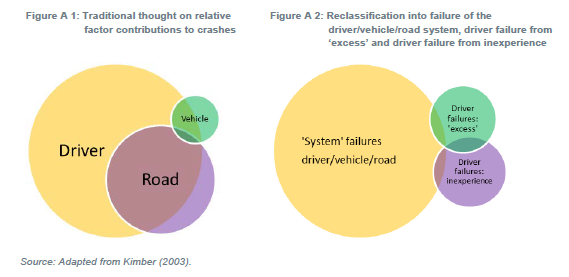 Figure A 1: Traditional thought on relative
factor contributions to crashes
Figure A 2: Reclassification into failure of the
driver/vehicle/road system, driver failure from
‘excess’ and driver failure from inexperience
Driver
Vehicle
Road
'System' failures
driver/vehicle/road
Driver
failures:
'excess'
Driver
failures:
inexperience
Source: Adapted from Kimber (2003).